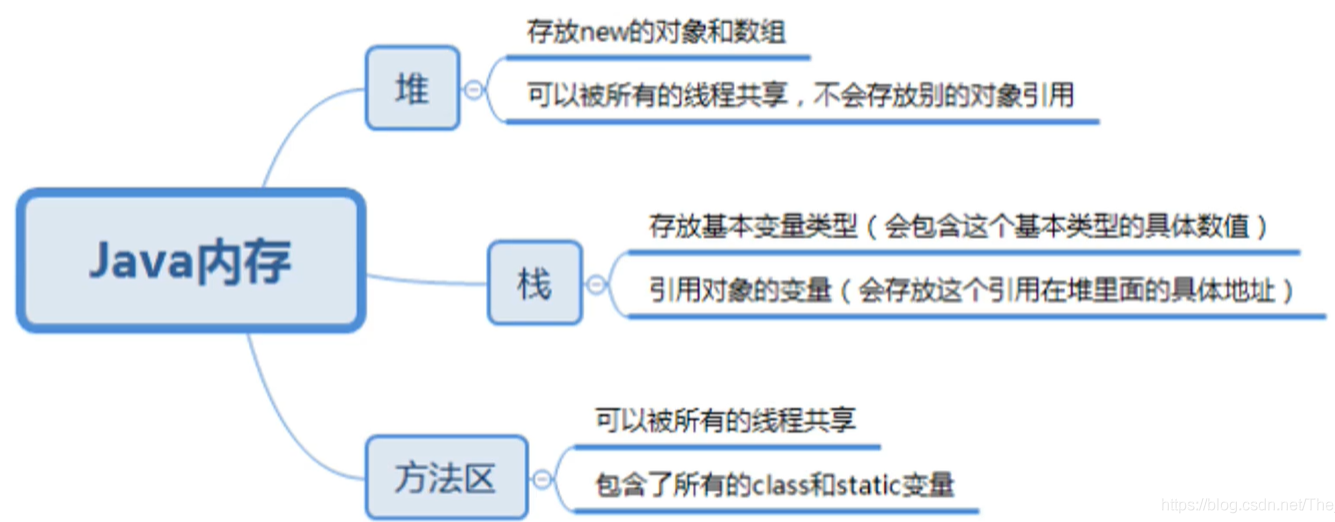 存放new的对象和数组
堆
可以被所有的线程共享，不会存放别的对象引用
存放基本变量类型（会包含这个基本类型的具体数值）
Java内存
栈
引用对象的变量（会存放这个引用在堆里面的具体地址）
可以被所有的线程共享
方法区
包含了所有的class和static变量
https://blog.csdn.net/The